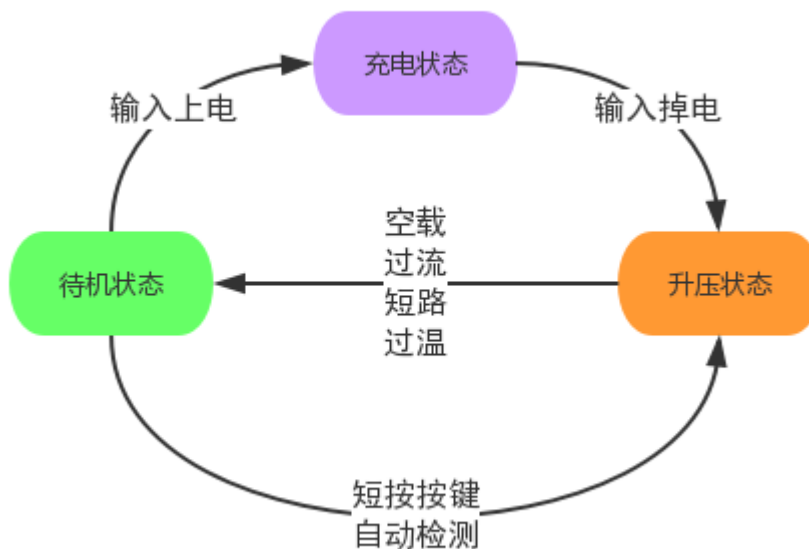 充电状态
输入上电
输入掉电
空载
过流
短路
过温
待机状态
升压状态
短按按键
自动检测